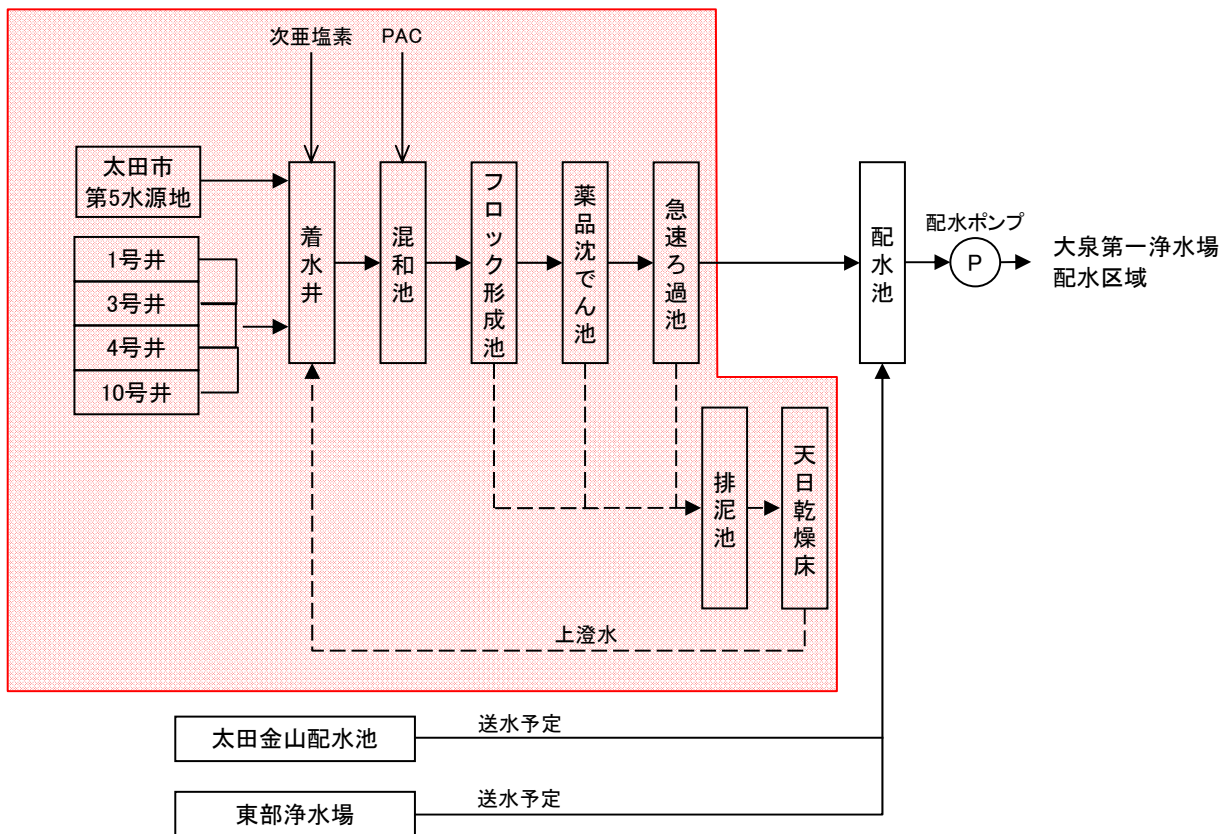 次亜塩素
PAC
太田市
第5水源地
1号井
3号井
4号井
10号井
着水井
混和池
フロック形成池
薬品沈でん池
急速ろ過池
配水池
配水ポンプ
P
大泉第一浄水場
配水区域
排泥池
天日乾燥床
上澄水
太田金山配水池
送水予定
東部浄水場
送水予定